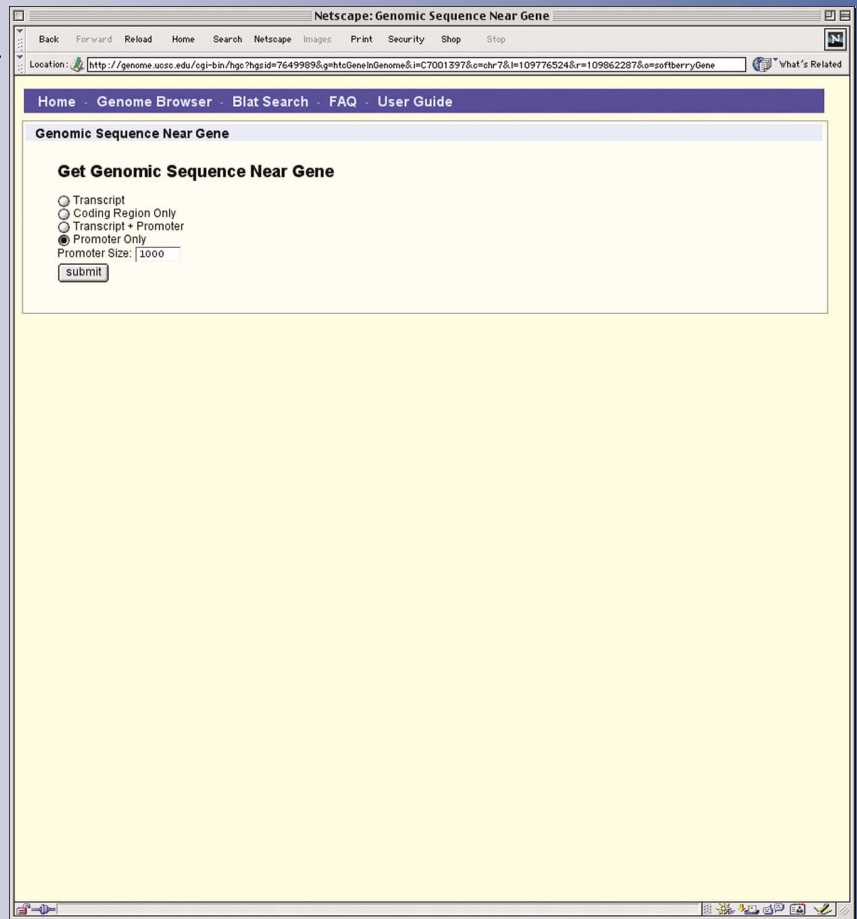 Netscape: Genomic Sequence Near Gene
Back Forward Reload Home Search Netscape Images Print Security Shop Stop
N
Location: http://genome.ucsc.edu/cgi-bin/hgc?hgsid=7649989&g=htcGeneInGenome&i=C7001397&c=chr7&l=109776524&r=109862287&o=softberryGene What's Related
Home - Genome Browser - Blat Search - FAQ - User Guide
Genomic Sequence Near Gene
Get Genomic Sequence Near Gene
Transcript
Coding Region Only
Transcript + Promoter
Promoter Only
Promoter Size: 1000
submit